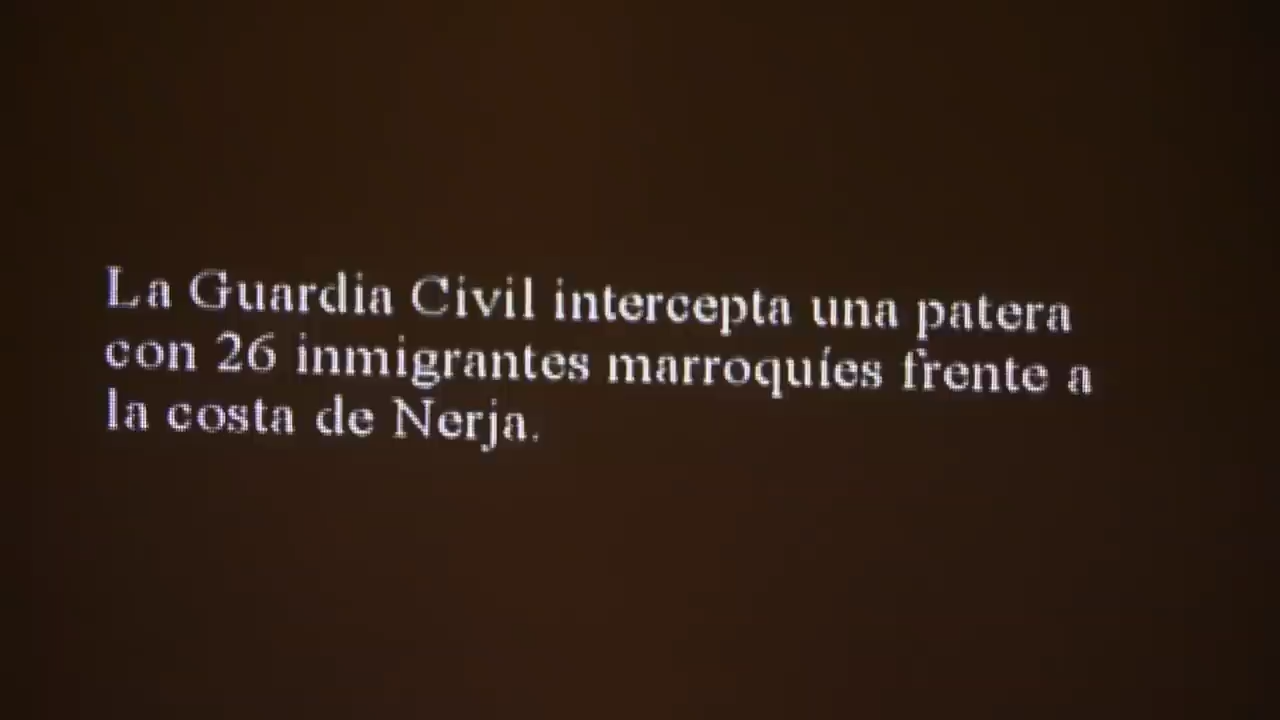 La Guardia Civil intercepta una patera
con 26 inmigrantes marroquíes frente a
la costa de Nerja.